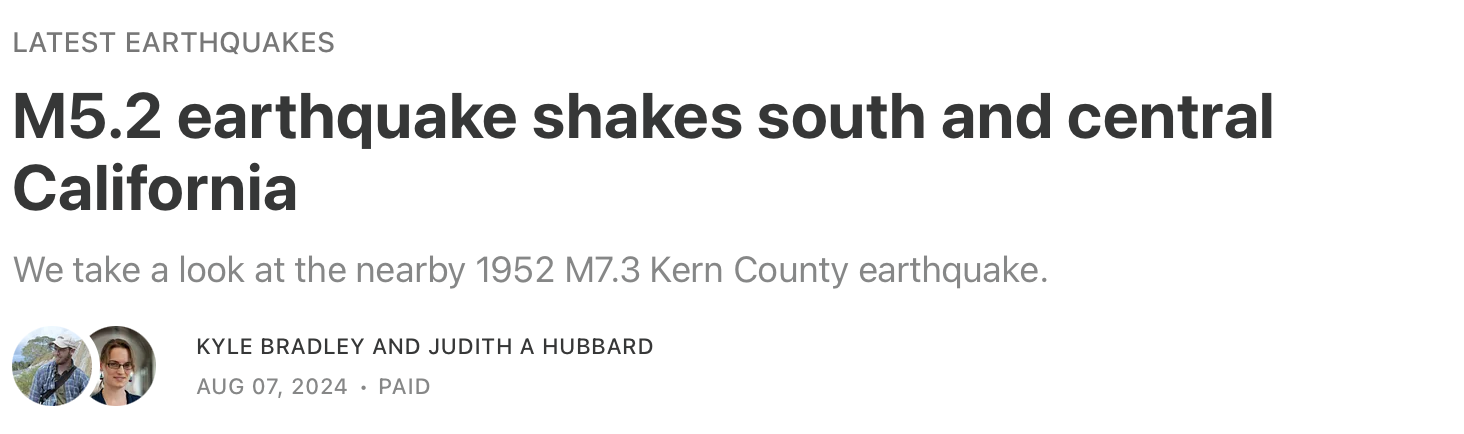 LATEST EARTHQUAKES
M5.2 earthquake shakes south and central
California
We take a look at the nearby 1952 M7.3 Kern County earthquake.
KYLE BRADLEY AND JUDITH A HUBBARD
AUG 07, 2024 • PAID